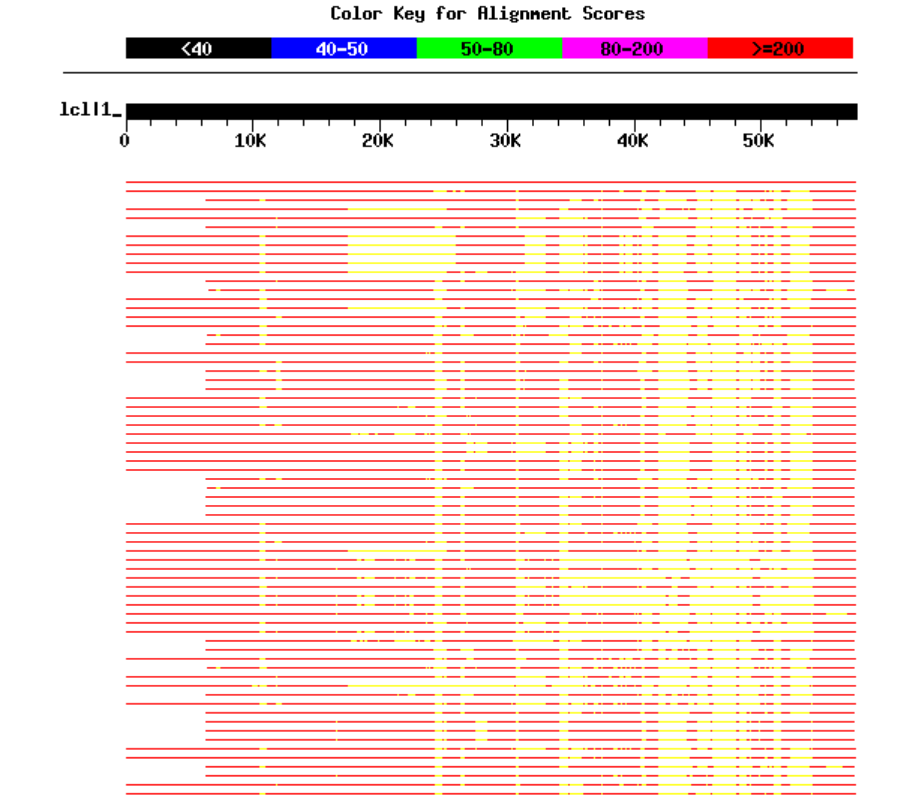 Color Key for Alignment Scores
<40 40-50 50-80 80-200 >=200
lcl|1_
0 10K 20K 30K 40K 50K